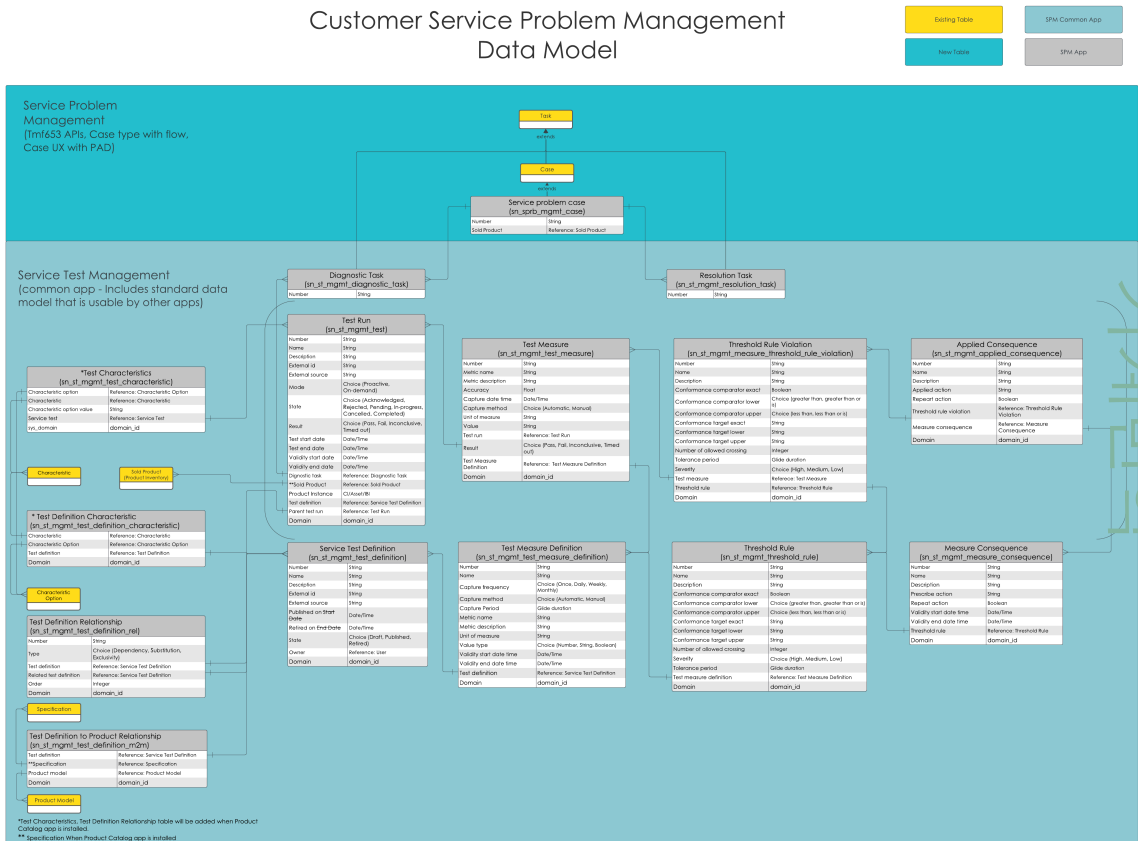 Customer Service Problem Management
Data Model
Existing Table
SPM Common App
New Table
SPM App
Service Problem
Management
(Tmf653 APIs, Case type with flow,
Case UX with PAD)
Task
extends
Case
extends
Service problem case
(sn_sprb_mgmt_case)
Number String
Sold Product Reference: Sold Product
Service Test Management
(common app - Includes standard data
model that is usable by other apps)
Diagnostic Task
(sn_st_mgmt_diagnostic_task)
Number String
Resolution Task
(sn_st_mgmt_resolution_task)
Number String
Test Run
(sn_st_mgmt_test)
Number String
Name String
Description String
External id String
External source String
Mode Choice (Proactive,
On-demand)
State Choice (Acknowledged,
Rejected, Pending, In-progress,
Cancelled, Completed)
Result Choice (Pass, Fail, Inconclusive,
Timed out)
Test start date Date/Time
Test end date Date/Time
Validity start date Date/Time
Validity end date Date/Time
Dignostic task Reference: Diagnostic Task
**Sold Product Reference: Sold Product
Product Instance CI/Asset/IBI
Test definition Reference: Service Test Definition
Parent test run Reference: Test Run
Domain domain_id
Test Measure
(sn_st_mgmt_test_measure)
Number String
Metric name String
Metric description String
Accuracy Float
Capture date time Date/Time
Capture method Choice (Automatic, Manual)
Unit of measure String
Value String
Test run Reference: Test Run
Result Choice (Pass, Fail, Inconclusive, Timed
out)
Test Measure
Definition Reference: Test Measure Definition
Domain domain_id
Threshold Rule Violation
(sn_st_mgmt_measure_threshold_rule_violation)
Number String
Name String
Description String
Conformance comparator exact Boolean
Conformance comparator lower Choice (greater than, greater than or
is)
Conformance comparator upper Choice (less than, less than or is)
Conformance target exact String
Conformance target lower String
Conformance target upper String
Number of allowed crossing Integer
Tolerance period Glide duration
Severity Choice (High, Medium, Low)
Test measure Reference: Test Measure
Threshold rule Reference: Threshold Rule
Domain domain_id
Applied Consequence
(sn_st_mgmt_applied_consequence)
Number String
Name String
Description String
Applied action String
Repeart action Boolean
Threshold rule violation Reference: Threshold Rule
Violation
Measure consequence Reference: Measure
Consequence
Domain domain_id
*Test Characteristics
(sn_st_mgmt_test_characteristic)
Characteristic option Reference: Characteristic Option
Characteristic Reference: Characteristic
Characteristic option value String
Service test Reference: Service Test
sys_domain domain_id
Characteristic
Sold Product
(Product Inventory)
* Test Definition Characteristic
(sn_st_mgmt_test_definition_characteristic)
Characteristic Reference: Characteristic
Characteristic Option Reference: Characteristic Option
Test definition Reference: Test Definition
Domain domain_id
Characteristic
Option
Service Test Definition
(sn_st_mgmt_test_definition)
Number String
Name String
Description String
External id String
External source String
Published on Start
Date Date/Time
Retired on End Date Date/Time
State Choice (Draft, Published,
Retired)
Owner Reference: User
Domain domain_id
Test Measure Definition
(sn_st_mgmt_test_measure_definition)
Number String
Name String
Capture frequency Choice (Once, Daily, Weekly,
Monthly)
Capture method Choice (Automatic, Manual)
Capture Period Glide duration
Metric name String
Metric description String
Unit of measure String
Value type Choice (Number, String, Boolean)
Validity start date time Date/Time
Validity end date time Date/Time
Test definition Reference: Service Test Definition
Domain domain_id
Threshold Rule
(sn_st_mgmt_threshold_rule)
Number String
Name String
Description String
Conformance comparator exact Boolean
Conformance comparator lower Choice (greater than, greater than or is)
Conformance comparator upper Choice (less than, less than or is)
Conformance target exact String
Conformance target lower String
Conformance target upper String
Number of allowed crossing Integer
Severity Choice (High, Medium, Low)
Tolerance period Glide duration
Test measure definition Reference: Test Measure Definition
Domain domain_id
Measure Consequence
(sn_st_mgmt_measure_consequence)
Number String
Name String
Description String
Prescribe action String
Repeat action Boolean
Validity start date time Date/Time
Validity end date time Date/Time
Threshold rule Reference: Threshold Rule
Domain domain_id
Test Definition Relationship
(sn_st_mgmt_test_definition_rel)
Number String
Type Choice (Dependency, Substitution,
Exclusivity)
Test definition Reference: Service Test Definition
Related test definition Reference: Service Test Definition
Order Integer
Domain domain_id
Specification
Test Definition to Product Relationship
(sn_st_mgmt_test_definition_m2m)
Test definition Reference: Service Test Definition
**Specification Reference: Specification
Product model Reference: Product Model
Domain domain_id
Product Model
*Test Characteristics, Test Definition Relationship table will be added when Product
Catalog app is installed.
** Specification When Product Catalog app is installed